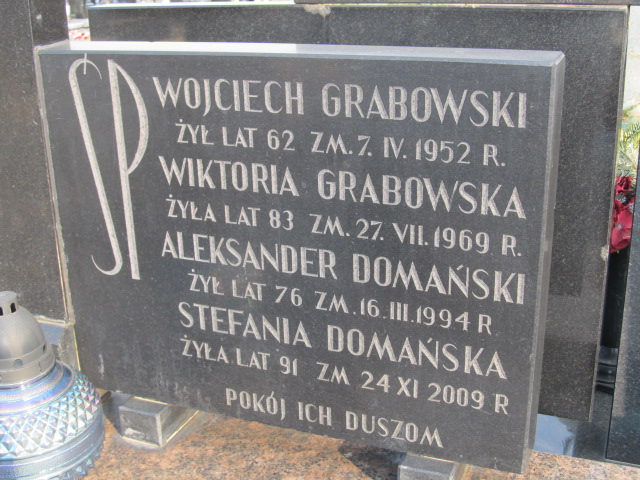 ŚP
WOJCIECH GRABOWSKI
ŻYŁ LAT 62 ZM. 7. IV. 1952 R.
WIKTORIA GRABOWSKA
ŻYŁA LAT 83 ZM. 27. VII. 1969 R.
ALEKSANDER DOMAŃSKI
ŻYŁ LAT 76 ZM. 16. III. 1994 R
STEFANIA DOMAŃSKA
ŻYŁA LAT 91 ZM 24 XI 2009 R
POKÓJ ICH DUSZOM